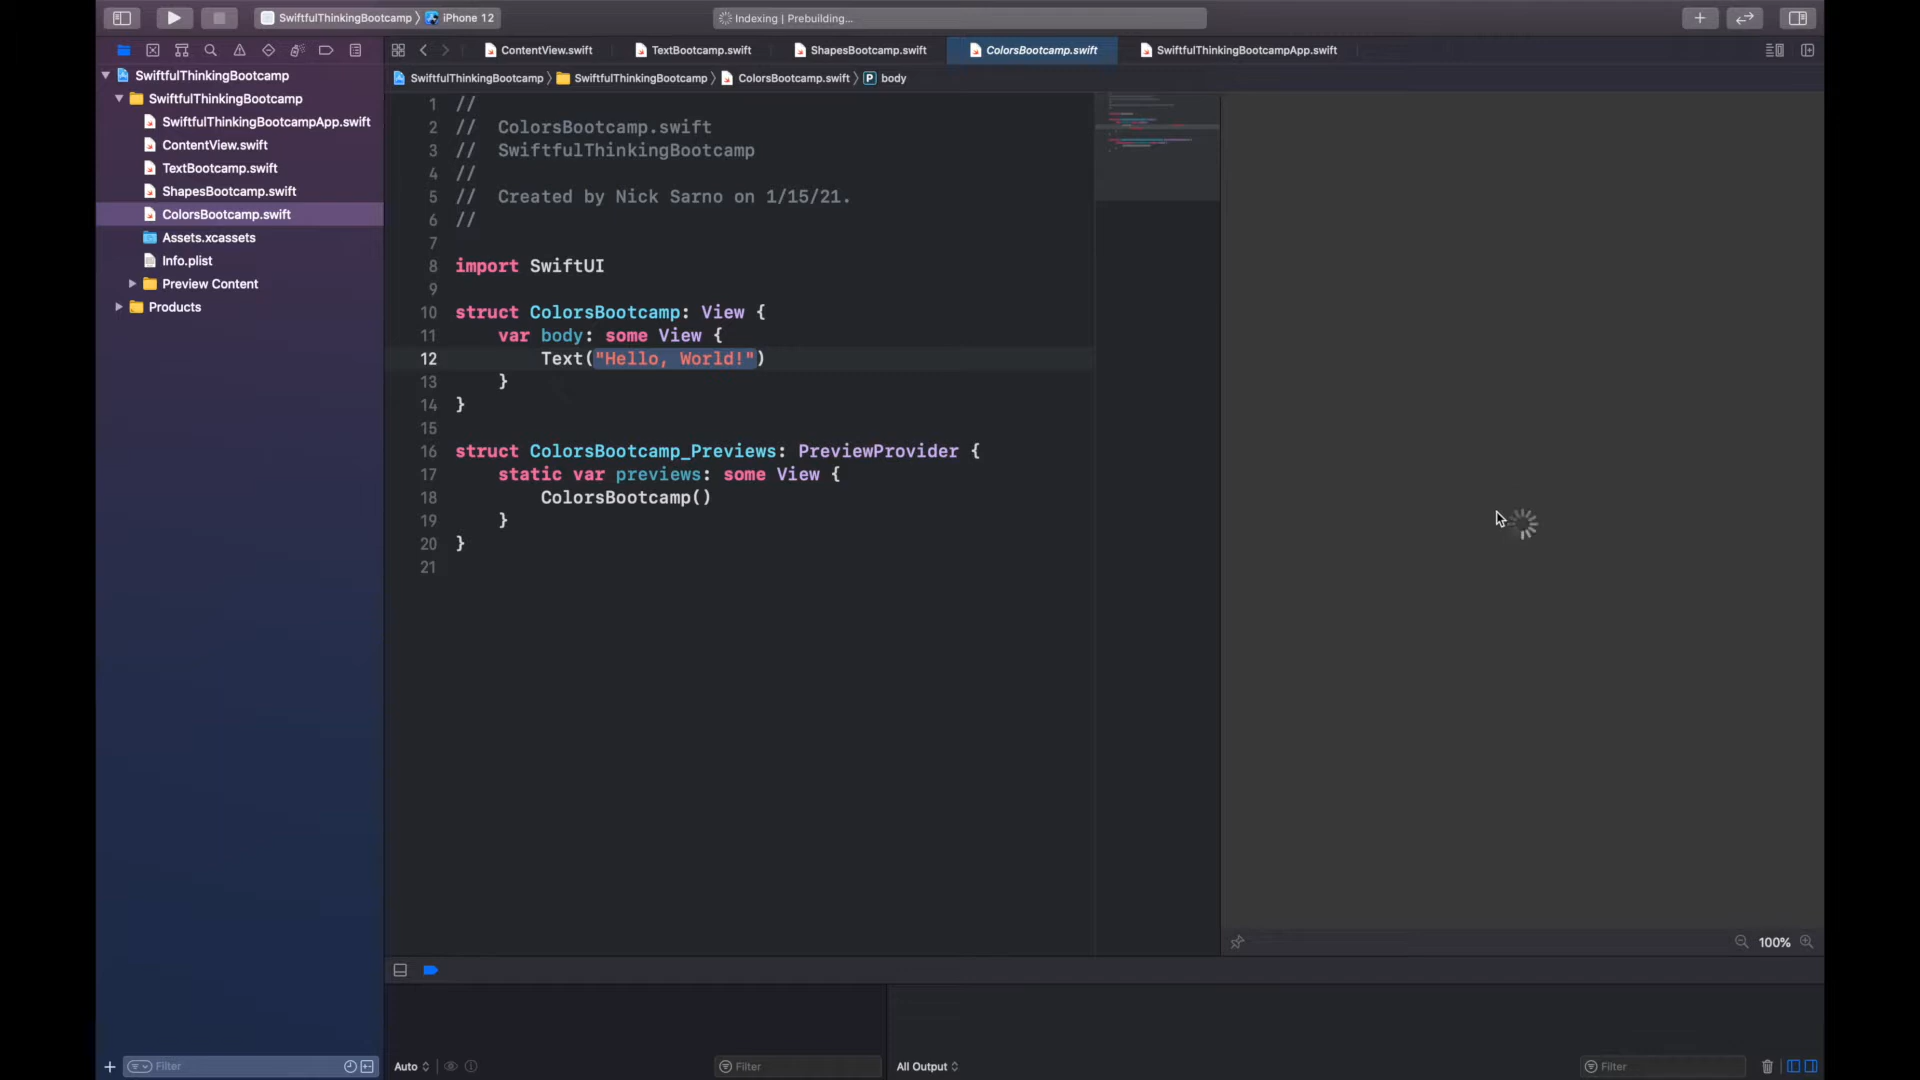 SwiftfulThinkingBootcamp 〉 iPhone 12
Indexing | Prebuilding...
ContentView.swift
TextBootcamp.swift
ShapesBootcamp.swift
ColorsBootcamp.swift
SwiftfulThinkingBootcampApp.swift
SwiftfulThinkingBootcamp 〉 SwiftfulThinkingBootcamp 〉 ColorsBootcamp.swift 〉 P body
SwiftfulThinkingBootcamp
SwiftfulThinkingBootcamp
SwiftfulThinkingBootcampApp.swift
ContentView.swift
TextBootcamp.swift
ShapesBootcamp.swift
ColorsBootcamp.swift
Assets.xcassets
Info.plist
Preview Content
Products
1 //
2 //  ColorsBootcamp.swift
3 //  SwiftfulThinkingBootcamp
4 //
5 //  Created by Nick Sarno on 1/15/21.
6 //
7
8 import SwiftUI
9
10 struct ColorsBootcamp: View {
11     var body: some View {
12         Text("Hello, World!")
13     }
14 }
15
16 struct ColorsBootcamp_Previews: PreviewProvider {
17     static var previews: some View {
18         ColorsBootcamp()
19     }
20 }
21
100%
Filter
Auto
Filter
All Output
Filter